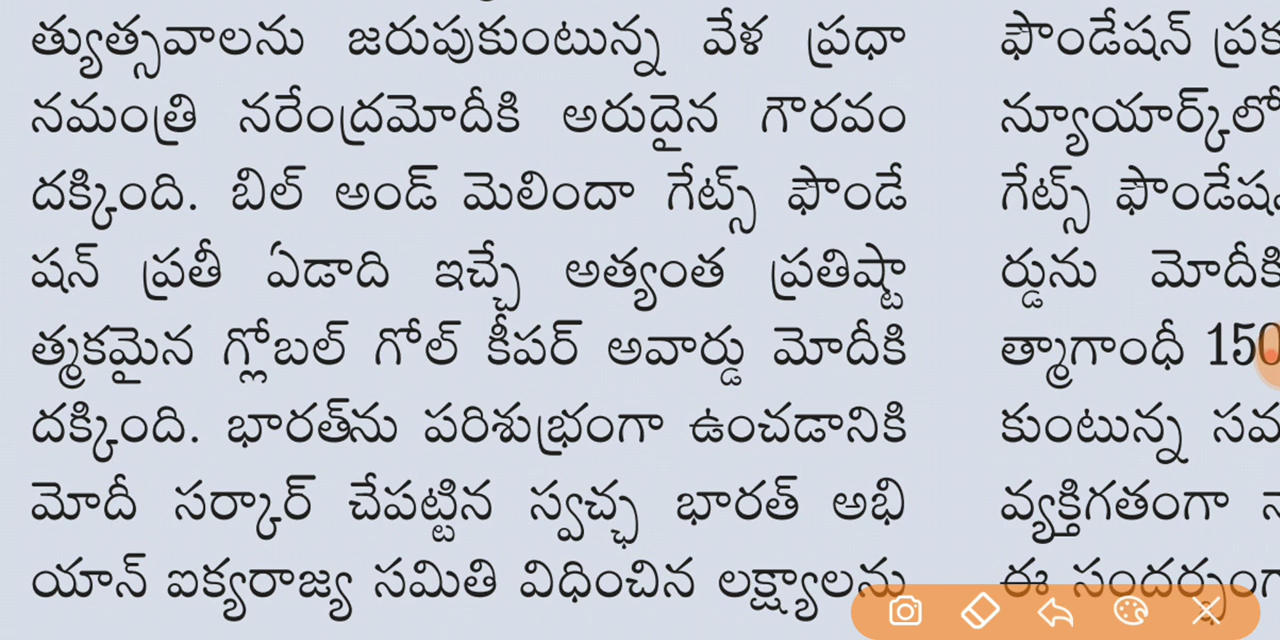 త్యుత్సవాలను జరుపుకుంటున్న వేళ ప్రధా
నమంత్రి నరేంద్రమోదీకి అరుదైన గౌరవం
దక్కింది. బిల్ అండ్ మెలిందా గేట్స్ ఫౌండే
షన్ ప్రతీ ఏడాది ఇచ్చే అత్యంత ప్రతిష్టా
త్మకమైన గ్లోబల్ గోల్ కీపర్ అవార్డు మోదీకి
దక్కింది. భారత్‌ను పరిశుభ్రంగా ఉంచడానికి
మోదీ సర్కార్ చేపట్టిన స్వచ్ఛ భారత్ అభి
యాన్ ఐక్యరాజ్య సమితి విధించిన లక్ష్యాలను
ఫౌండేషన్
న్యూయార్క్‌లో
గేట్స్
ర్డును మోదీకి
త్మాగాంధీ 150
కుంటున్న
వ్యక్తిగతంగా
ఈ